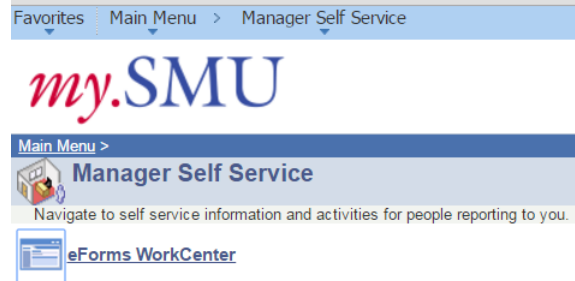 Favorites Main Menu > Manager Self Service
my.SMU
Main Menu >
Manager Self Service
Navigate to self service information and activities for people reporting to you.
eForms WorkCenter